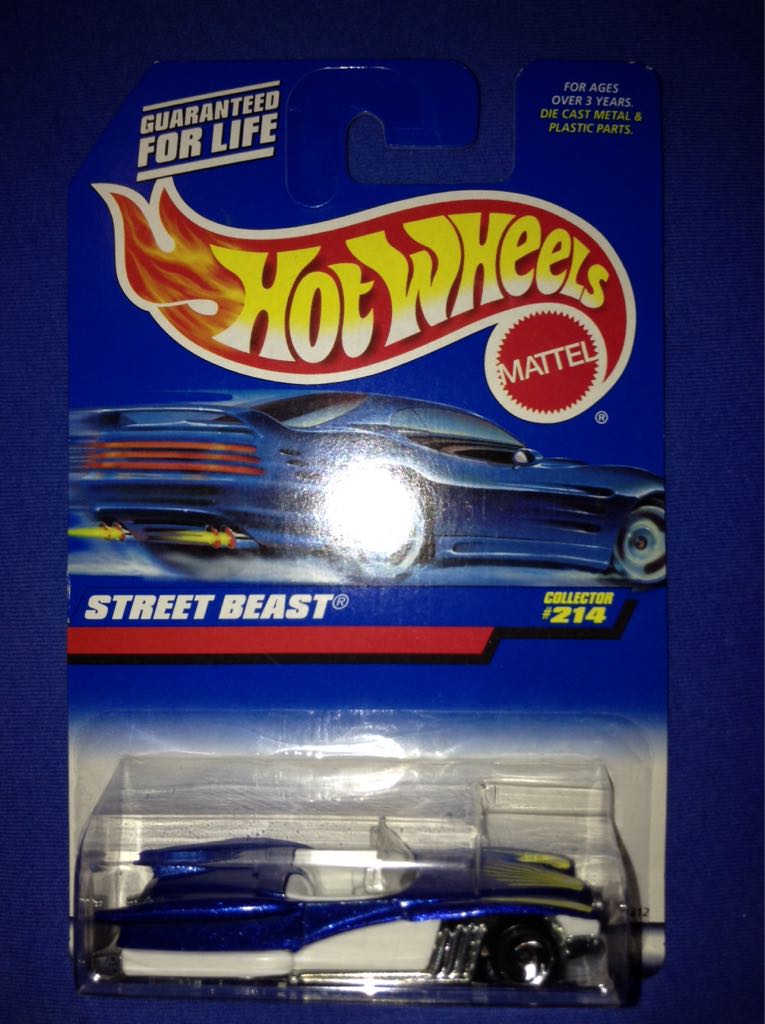 GUARANTEED
FOR LIFE
FOR AGES
OVER 3 YEARS.
DIE CAST METAL &
PLASTIC PARTS.
HOT WHEELS
MATTEL
®
STREET BEAST®
COLLECTOR
#214